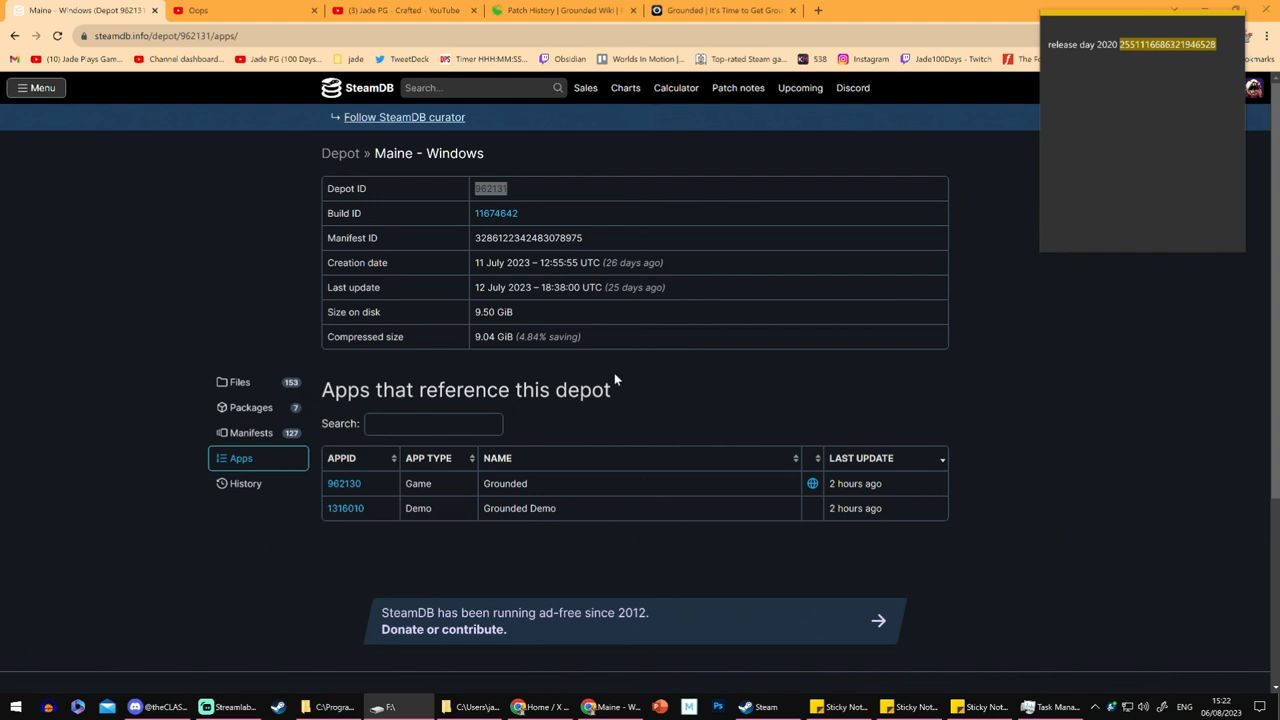 Maine - Windows (Depot 962131)
Oops
(3) Jade PG - Crafted - YouTube
Patch History | Grounded Wiki |
Grounded | It's Time to Get Grou
steamdb.info/depot/962131/apps/
(10) Jade Plays Gam...
Channel dashboard...
Jade PG (100 Days...
jade
TweetDeck
Timer HHH:MM:SS...
Obsidian
Worlds In Motion |...
Top-rated Steam ga...
538
Instagram
Jade100Days - Twitch
The Fo
okmarks
release day 2020 2551116686321946528
Menu
SteamDB
Search...
Sales
Charts
Calculator
Patch notes
Upcoming
Discord
↳ Follow SteamDB curator
Depot » Maine - Windows
Depot ID 962131
Build ID 11674642
Manifest ID 3286122342483078975
Creation date 11 July 2023 – 12:55:55 UTC (26 days ago)
Last update 12 July 2023 – 18:38:00 UTC (25 days ago)
Size on disk 9.50 GiB
Compressed size 9.04 GiB (4.84% saving)
Files 153
Packages 7
Manifests 127
Apps
History
Apps that reference this depot
Search:
APPID APP TYPE NAME LAST UPDATE
962130 Game Grounded 2 hours ago
1316010 Demo Grounded Demo 2 hours ago
SteamDB has been running ad-free since 2012.
Donate or contribute.
@theCLAS...
Streamlab...
C:\Progra...
F:\
C:\Users\ja...
Home / X ...
Maine - W...
Steam
Sticky Not...
Sticky Not...
Sticky Not...
Task Mana...
ENG
15:22
06/08/2023